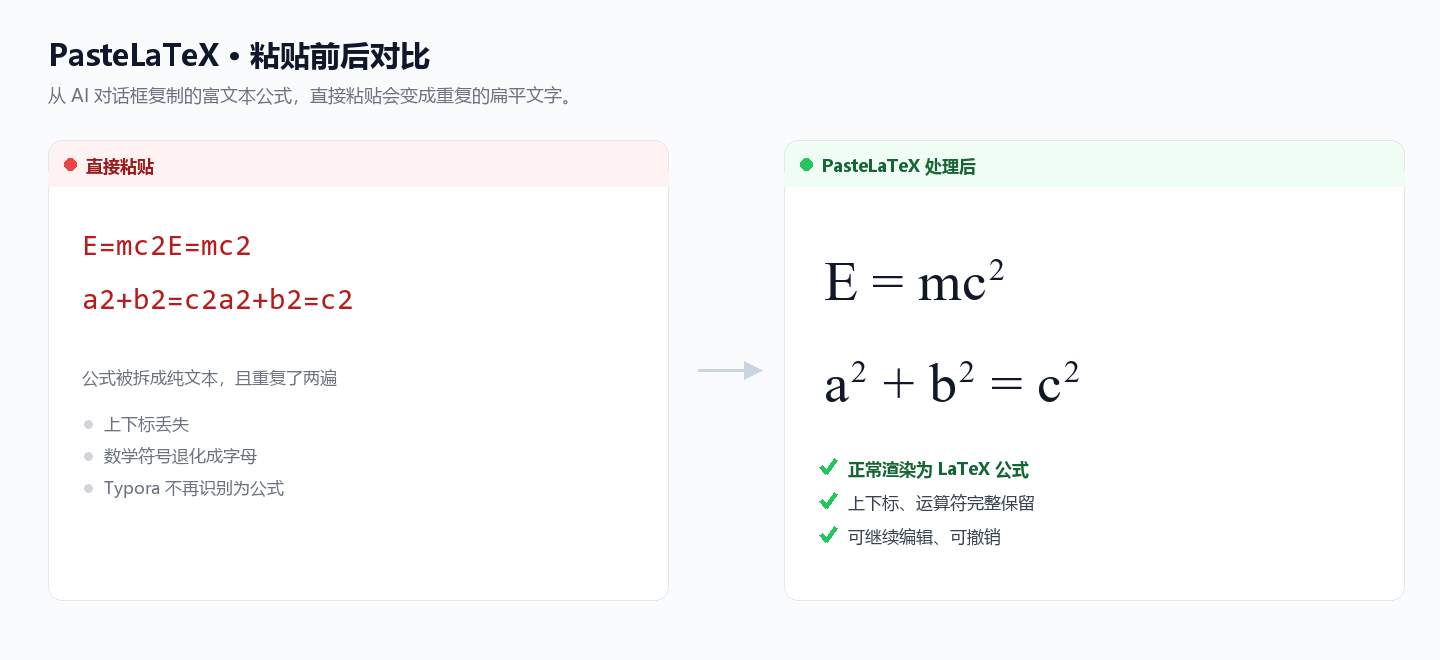 PasteLaTeX • 粘贴前后对比
从 AI 对话框复制的富文本公式，直接粘贴会变成重复的扁平文字。
直接粘贴
E=mc2E=mc2
a2+b2=c2a2+b2=c2
公式被拆成纯文本，且重复了两遍
上下标丢失
数学符号退化成字母
Typora 不再识别为公式
PasteLaTeX 处理后
E = mc²
a² + b² = c²
正常渲染为 LaTeX 公式
上下标、运算符完整保留
可继续编辑、可撤销